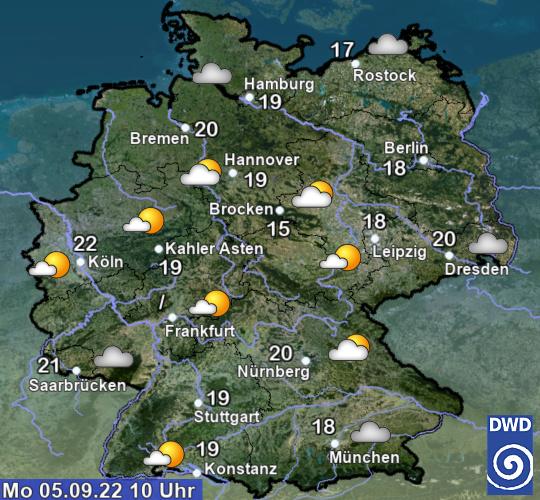 17
Rostock
Hamburg
19
Bremen 20
Berlin
18
Hannover
19
Brocken
15
18
Leipzig
22
Köln
Kahler Asten
19
20
Dresden
/
Frankfurt
21
Saarbrücken
20
Nürnberg
19
Stuttgart
18
München
19
Konstanz
DWD
Mo 05.09.22 10 Uhr